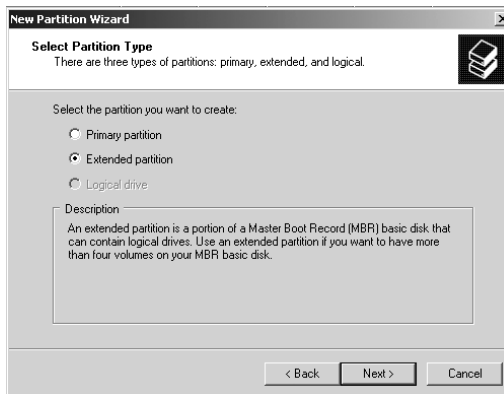 New Partition Wizard
Select Partition Type
There are three types of partitions: primary, extended, and logical.
Select the partition you want to create:
Primary partition
Extended partition
Logical drive
Description
An extended partition is a portion of a Master Boot Record (MBR) basic disk that
can contain logical drives. Use an extended partition if you want to have more
than four volumes on your MBR basic disk.
< Back Next > Cancel